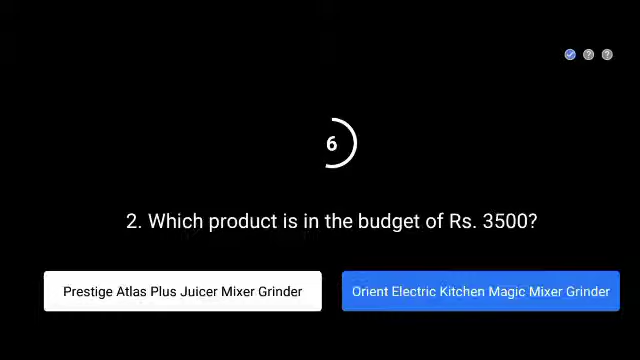 6
2. Which product is in the budget of Rs. 3500?
Prestige Atlas Plus Juicer Mixer Grinder
Orient Electric Kitchen Magic Mixer Grinder